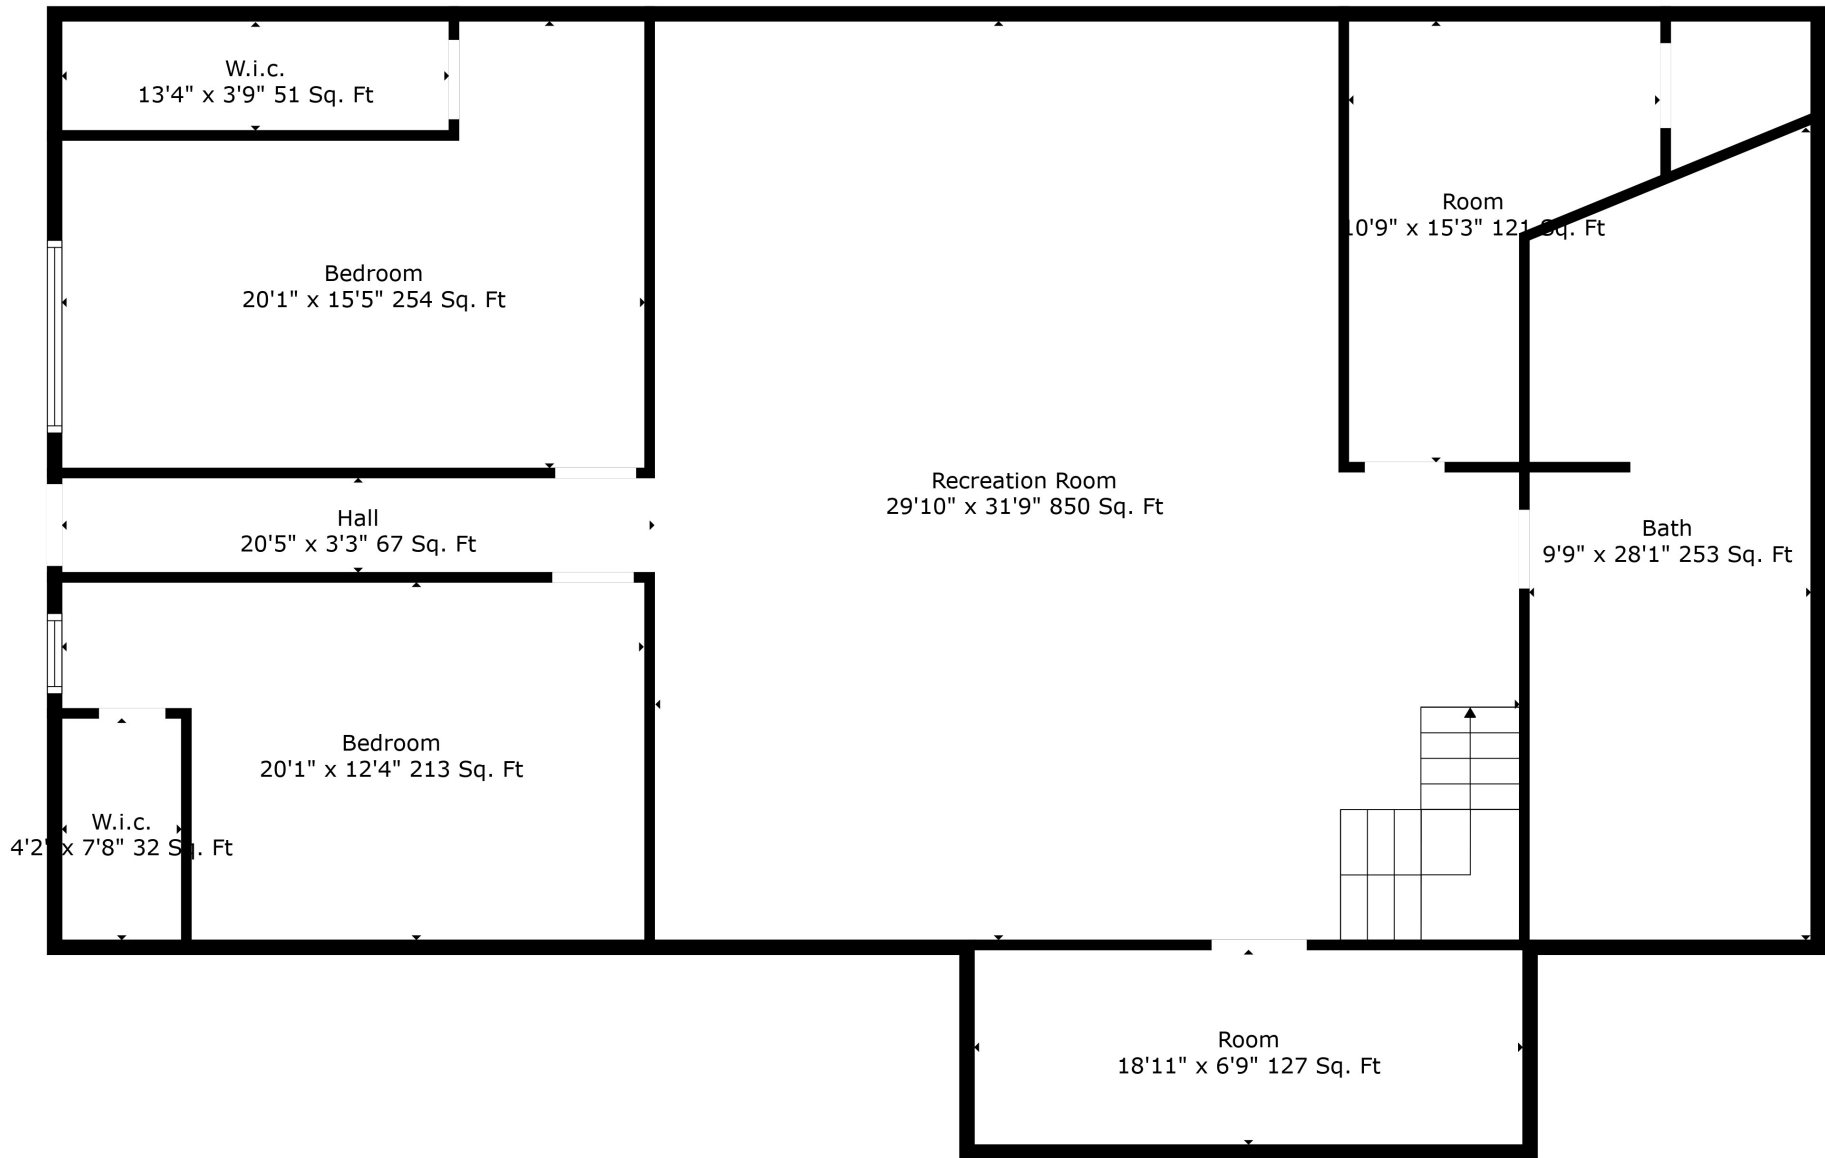 W.i.c.
13'4" x 3'9" 51 Sq. Ft
Room
10'9" x 15'3" 121 Sq. Ft
Bedroom
20'1" x 15'5" 254 Sq. Ft
Recreation Room
29'10" x 31'9" 850 Sq. Ft
Hall
20'5" x 3'3" 67 Sq. Ft
Bath
9'9" x 28'1" 253 Sq. Ft
Bedroom
20'1" x 12'4" 213 Sq. Ft
W.i.c.
4'2" x 7'8" 32 Sq. Ft
Room
18'11" x 6'9" 127 Sq. Ft